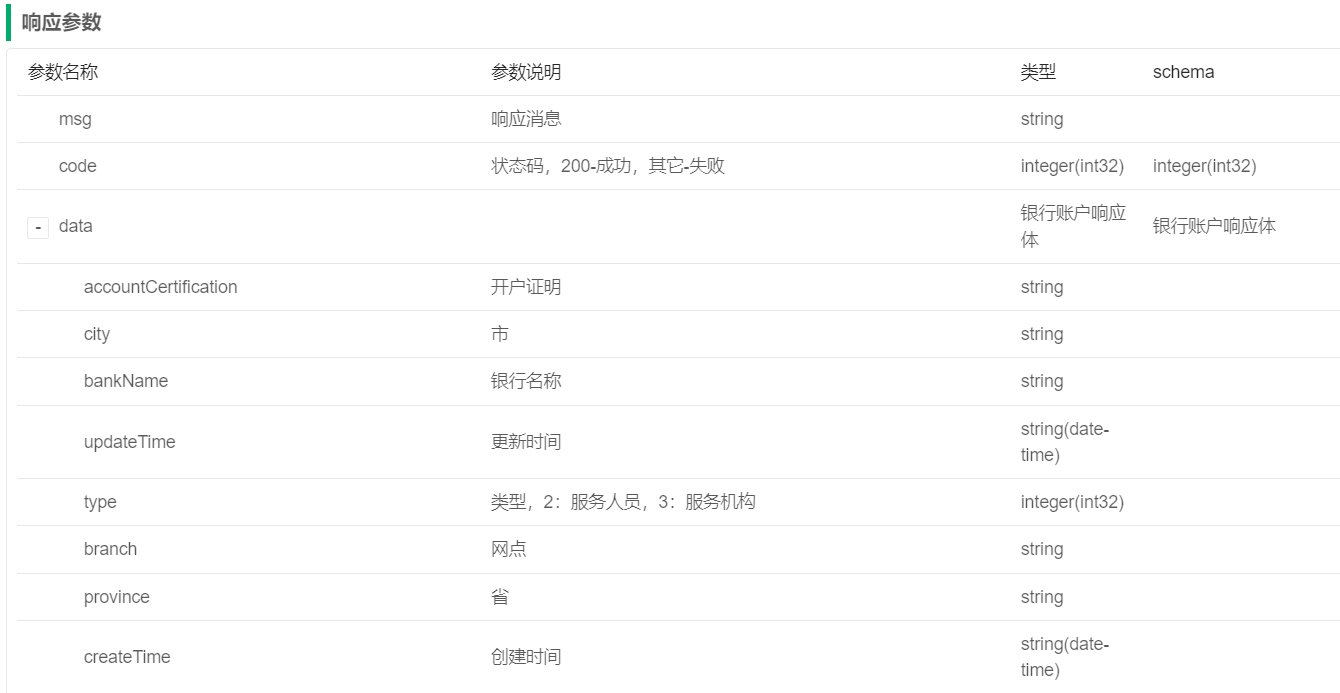 响应参数
参数名称 参数说明 类型 schema
msg 响应消息 string
code 状态码，200-成功，其它-失败 integer(int32) integer(int32)
- data 银行账户响应体 银行账户响应体
accountCertification 开户证明 string
city 市 string
bankName 银行名称 string
updateTime 更新时间 string(date-time)
type 类型，2：服务人员，3：服务机构 integer(int32)
branch 网点 string
province 省 string
createTime 创建时间 string(date-time)